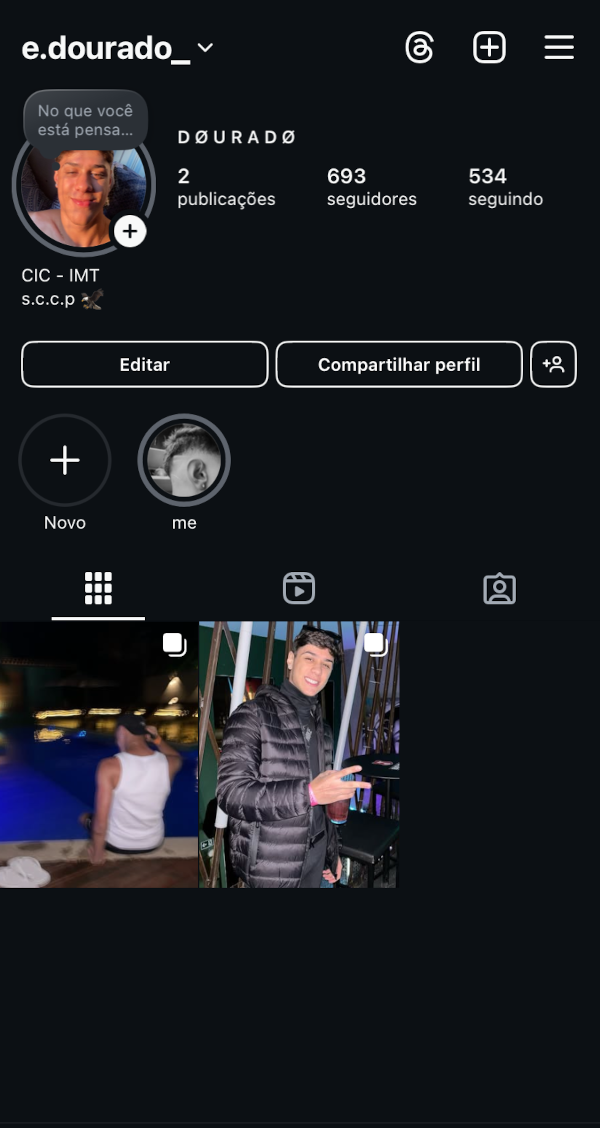 e.dourado_
No que você
está pensa...
DØURADØ
2
publicações
693
seguidores
534
seguindo
CIC - IMT
s.c.c.p 🦅
Editar
Compartilhar perfil
Novo
me